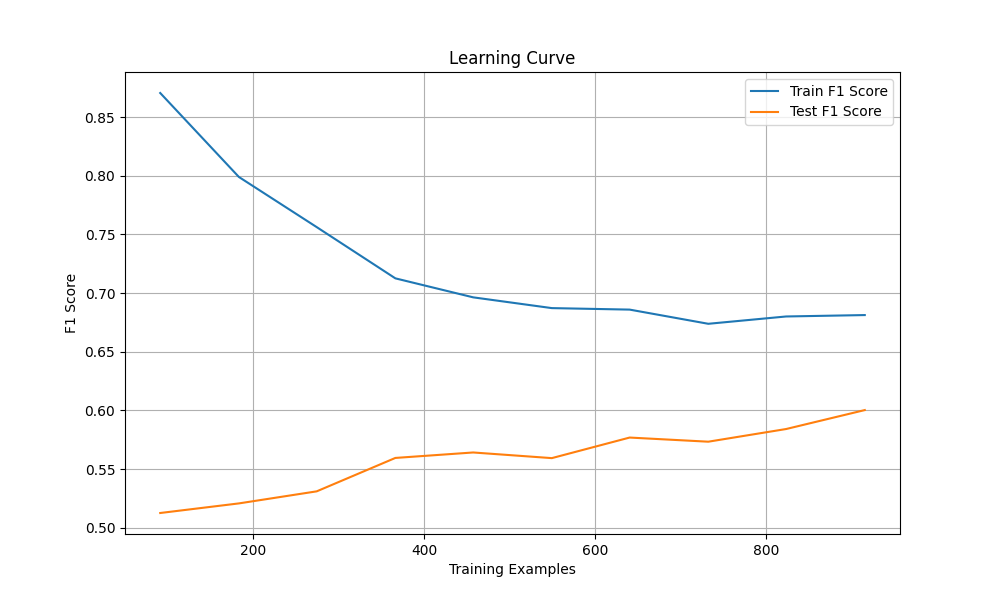 Learning Curve
Train F1 Score
Test F1 Score
0.85
0.80
0.75
0.70
0.65
0.60
0.55
0.50
F1 Score
200 400 600 800
Training Examples